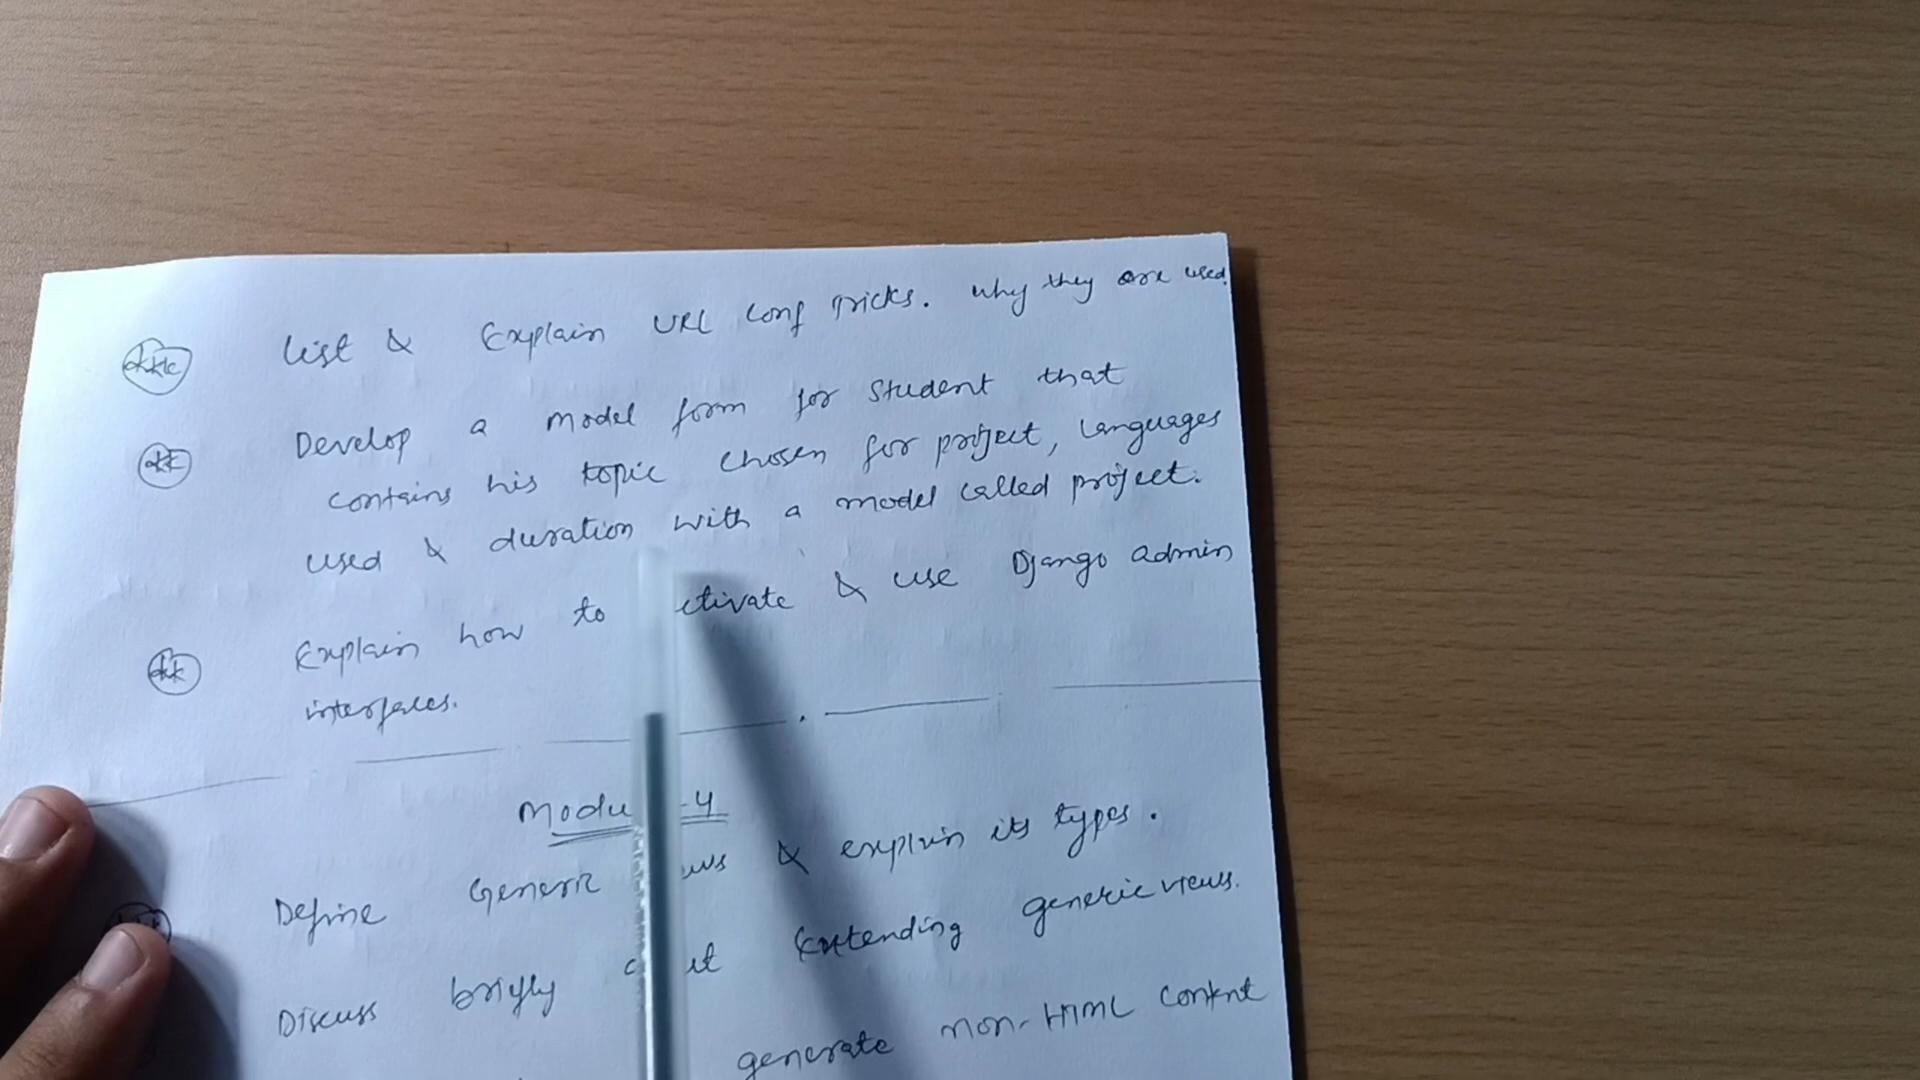 List & Explain URL Conf Tricks. Why they are used.
Develop a model form for Student that
contains his topic chosen for project, Languages
used & duration with a model called project.
Explain how to ctivate & use Django admin
interfaces.
Modu -4
Define Generic ews & explain its types.
Discuss briefly a ut Extending generic views.
generate non-HTML content